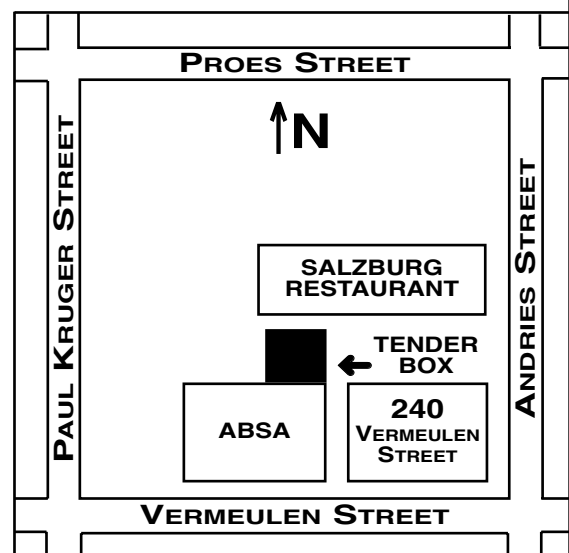 PROES STREET
N
PAUL KRUGER STREET
ANDRIES STREET
SALZBURG
RESTAURANT
TENDER
BOX
ABSA
240
VERMEULEN
STREET
VERMEULEN STREET